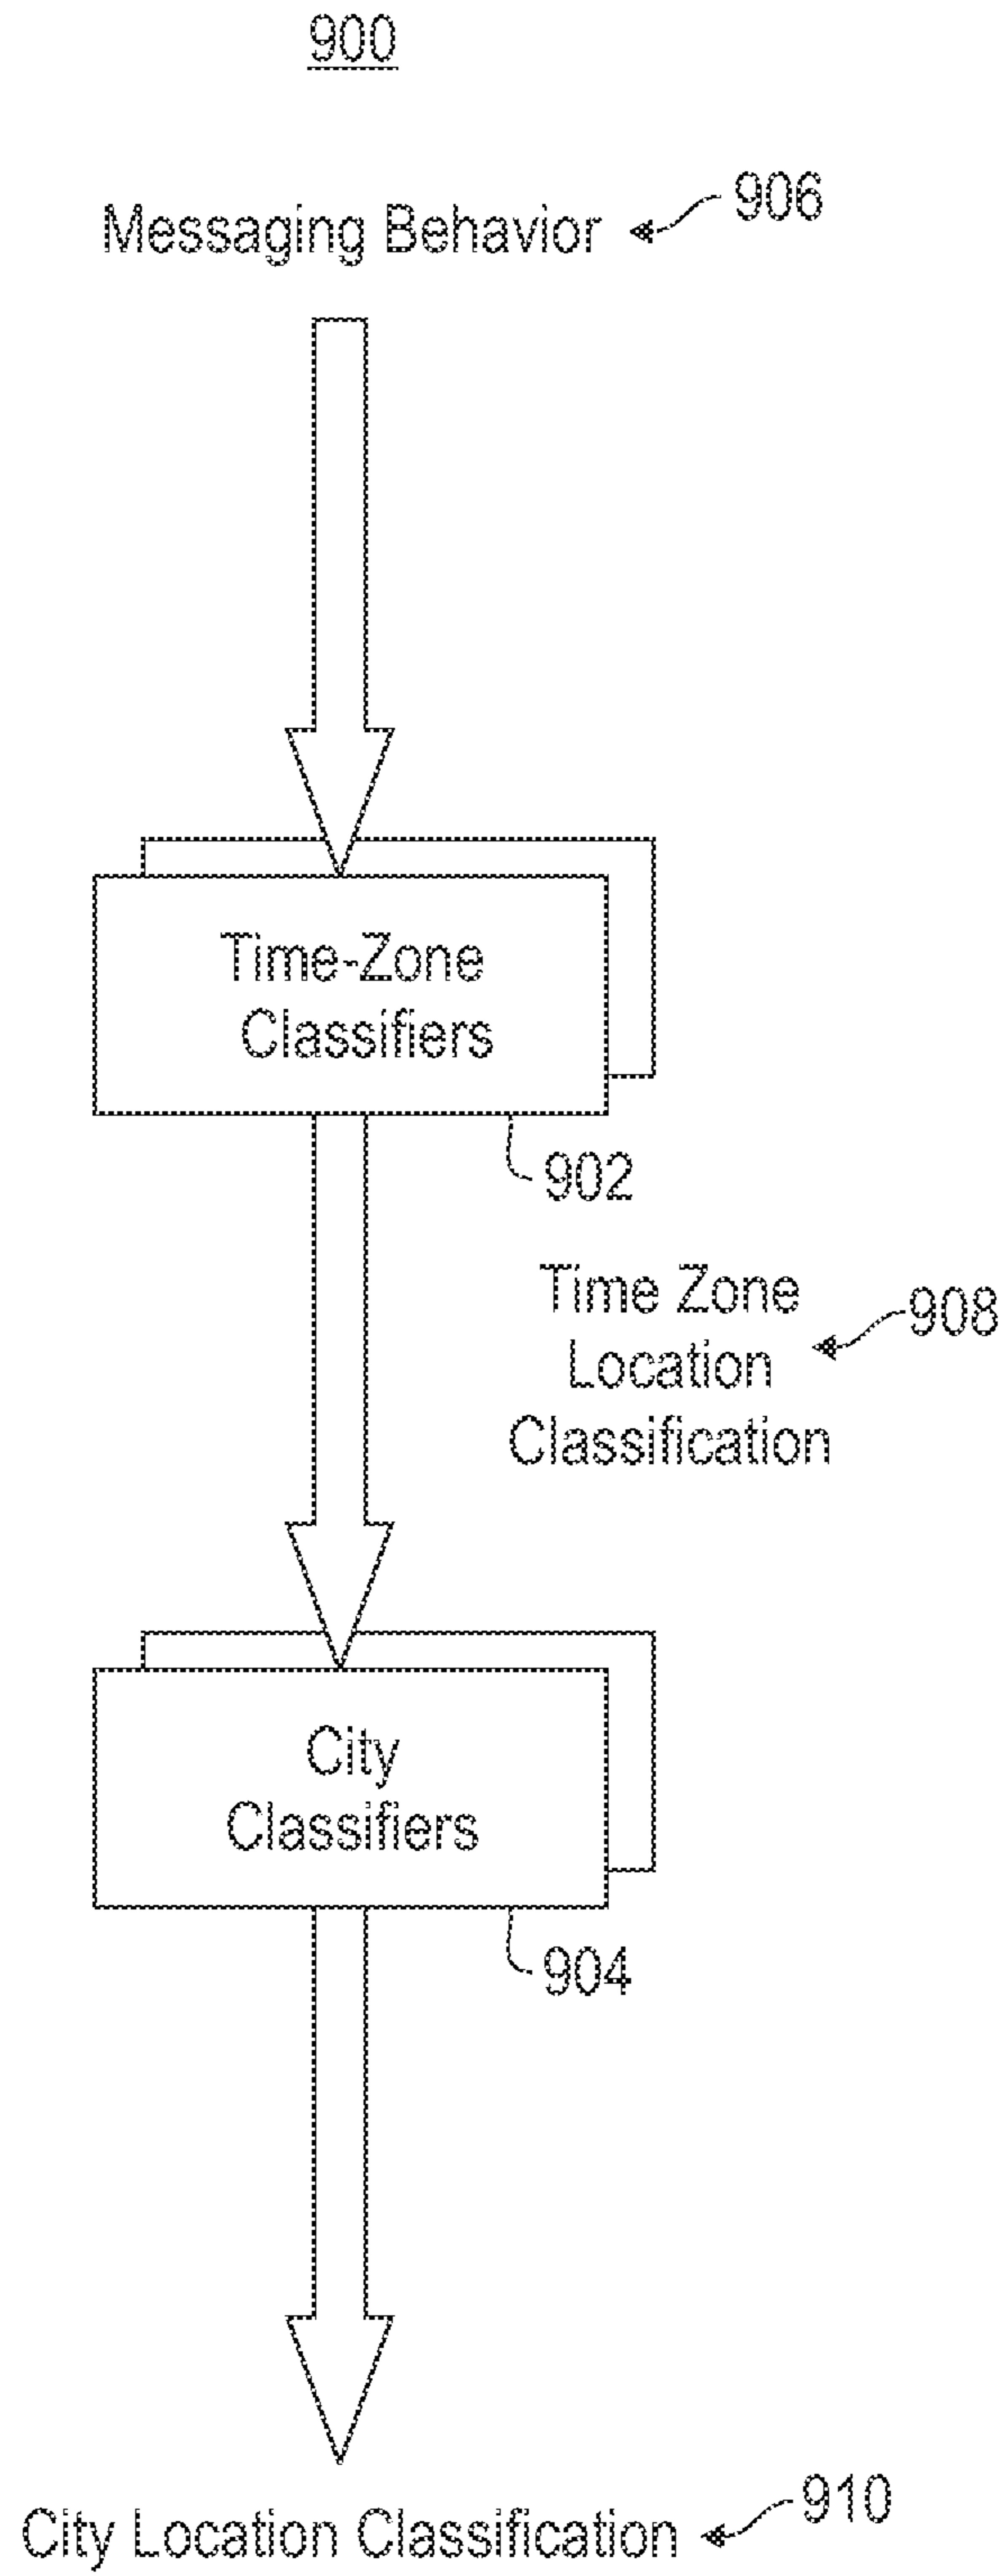 900
906
Messaging Behavior
Time-Zone
Classifiers
902
Time Zone
908
Location
Classification
City
Classifiers
904
910
City Location Classification